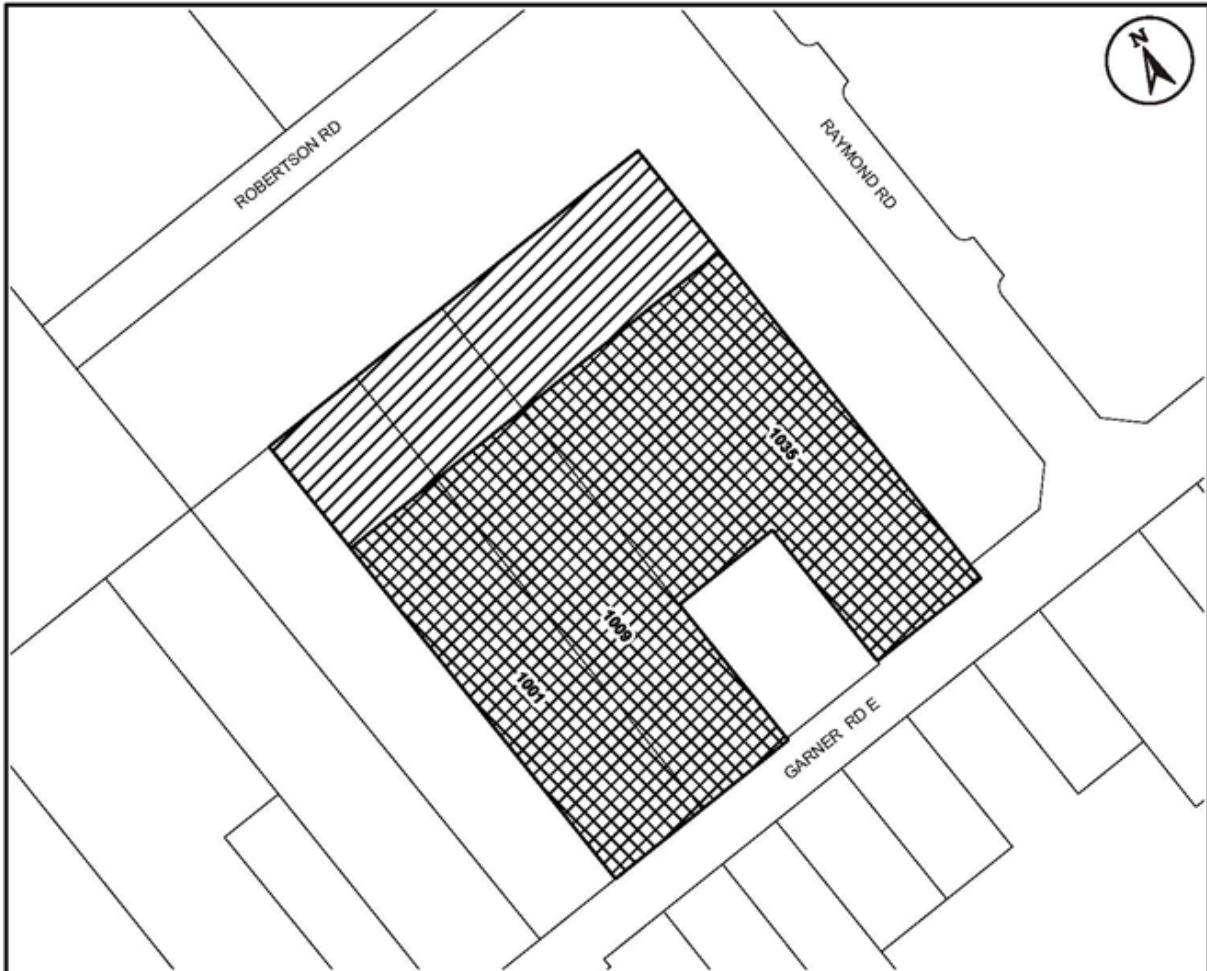 N
ROBERTSON RD
RAYMOND RD
1035
1009
1001
GARNER RD E